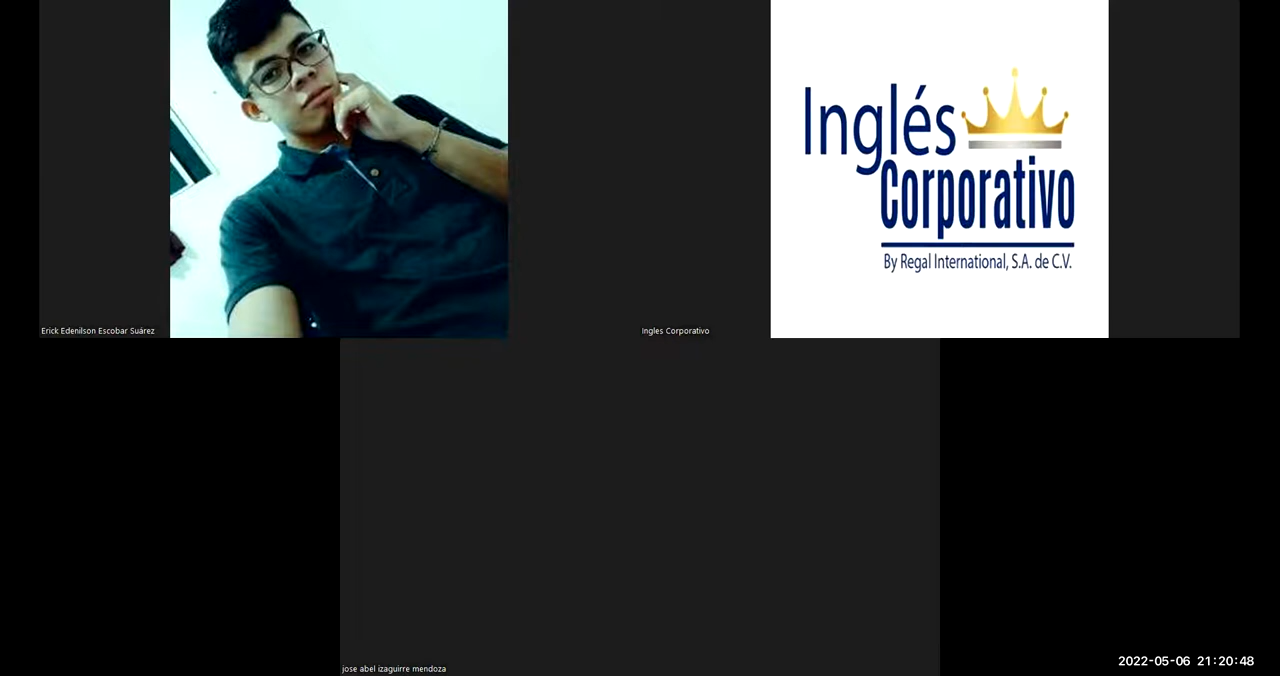 Inglés
Corporativo
By Regal International, S.A. de C.V.
Erick Edenilson Escobar Suárez
Ingles Corporativo
jose abel izaguirre mendoza
2022-05-06 21:20:48